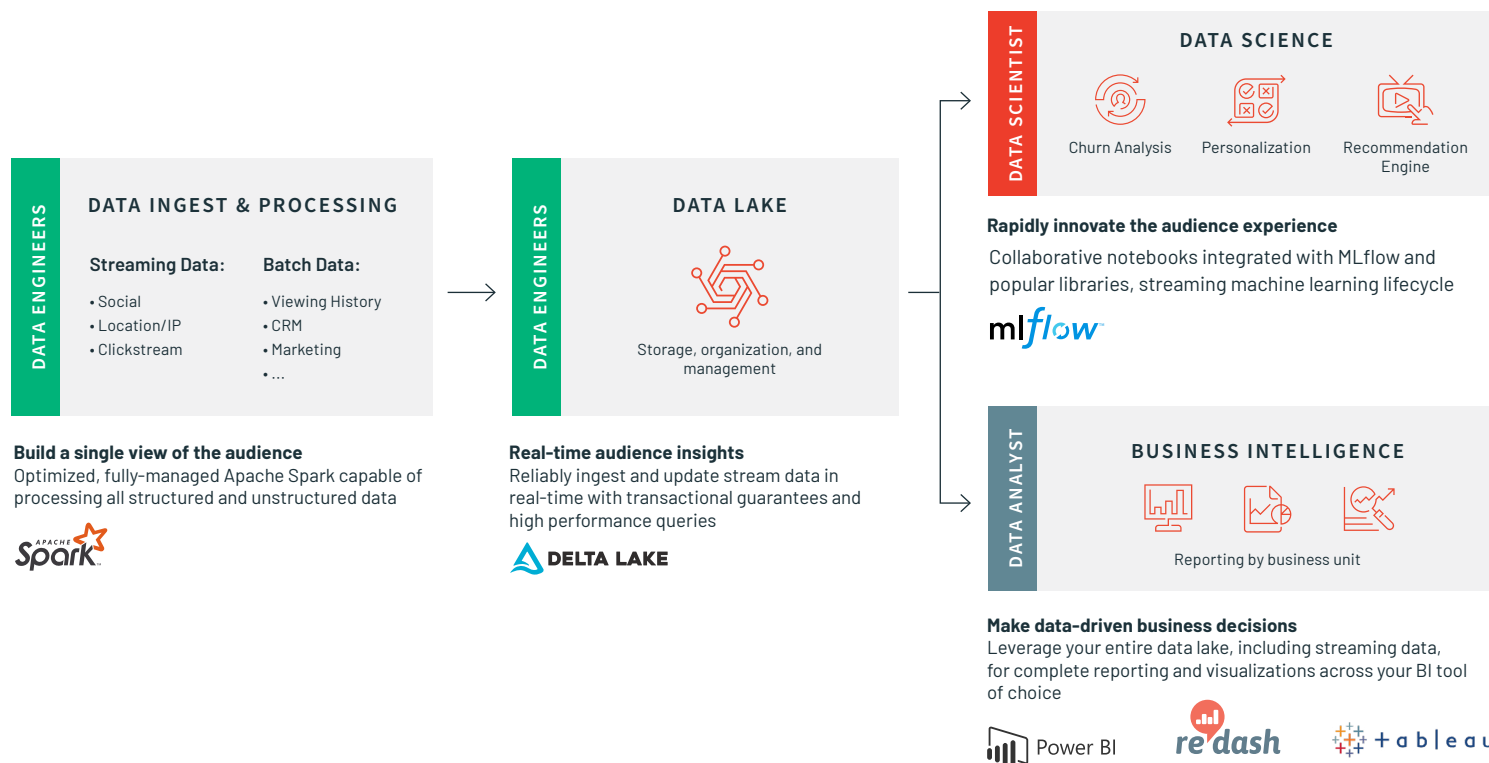 DATA ENGINEERS
DATA INGEST & PROCESSING
Streaming Data:
• Social
• Location/IP
• Clickstream
Batch Data:
• Viewing History
• CRM
• Marketing
• ...
Build a single view of the audience
Optimized, fully-managed Apache Spark capable of
processing all structured and unstructured data
APACHE
Spark
DATA ENGINEERS
DATA LAKE
Storage, organization, and
management
Real-time audience insights
Reliably ingest and update stream data in
real-time with transactional guarantees and
high performance queries
DELTA LAKE
DATA SCIENTIST
DATA SCIENCE
Churn Analysis
Personalization
Recommendation
Engine
Rapidly innovate the audience experience
Collaborative notebooks integrated with MLflow and
popular libraries, streaming machine learning lifecycle
mlflow
DATA ANALYST
BUSINESS INTELLIGENCE
Reporting by business unit
Make data-driven business decisions
Leverage your entire data lake, including streaming data,
for complete reporting and visualizations across your BI tool
of choice
Power BI
redash
+ableau